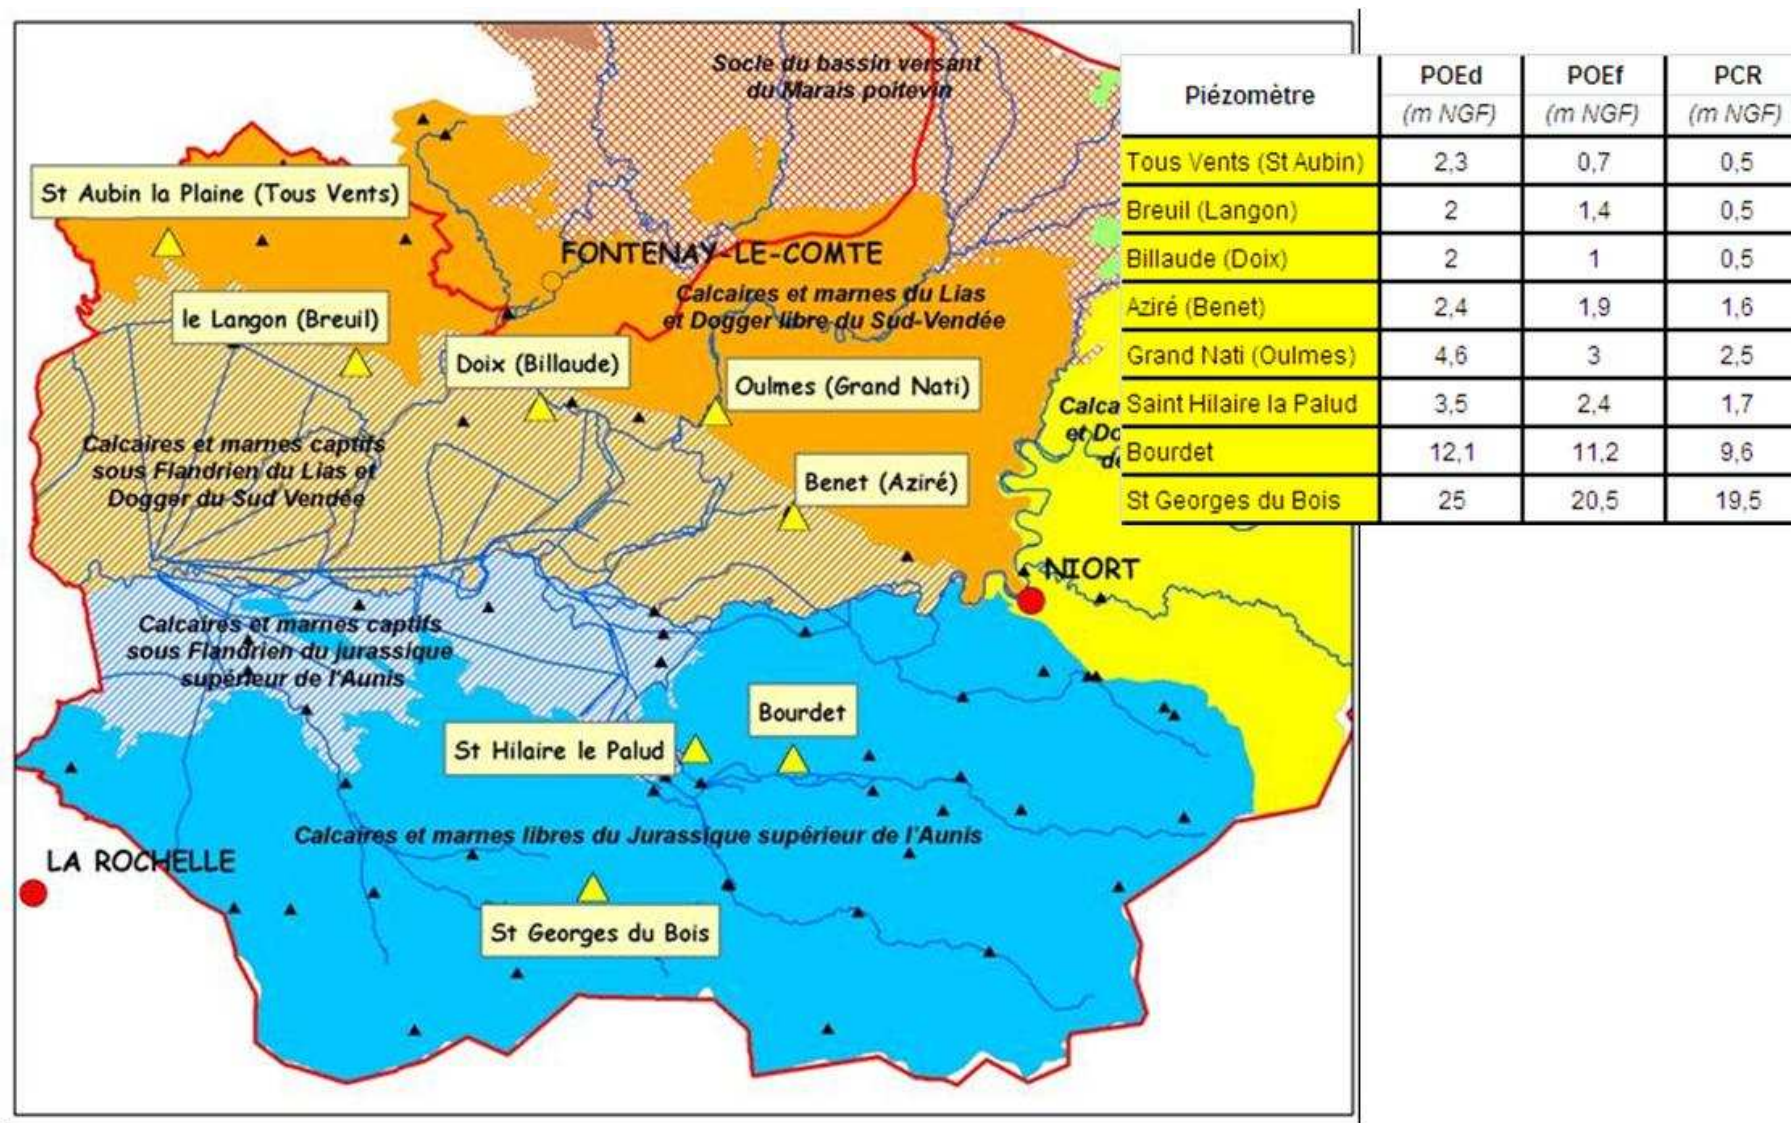 Socle du bassin versant
du Marais poitevin
St Aubin la Plaine (Tous Vents)
FONTENAY-LE-COMTE
Calcaires et marnes du Lias
et Dogger libre du Sud-Vendée
le Langon (Breuil)
Doix (Billaude)
Oulmes (Grand Nati)
Calca
et Do
de
Calcaires et marnes captifs
sous Flandrien du Lias et
Dogger du Sud Vendée
Benet (Aziré)
NIORT
Calcaires et marnes captifs
sous Flandrien du jurassique
supérieur de l'Aunis
Bourdet
St Hilaire le Palud
Calcaires et marnes libres du Jurassique supérieur de l'Aunis
LA ROCHELLE
St Georges du Bois
Piézomètre POEd POEf PCR
(m NGF) (m NGF) (m NGF)
Tous Vents (St Aubin) 2,3 0,7 0,5
Breuil (Langon) 2 1,4 0,5
Billaude (Doix) 2 1 0,5
Aziré (Benet) 2,4 1,9 1,6
Grand Nati (Oulmes) 4,6 3 2,5
Saint Hilaire la Palud 3,5 2,4 1,7
Bourdet 12,1 11,2 9,6
St Georges du Bois 25 20,5 19,5